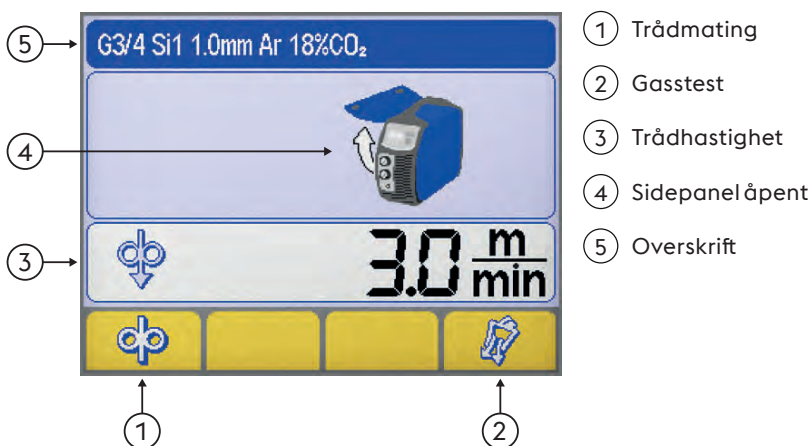 G3/4 Si1 1.0mm Ar 18%CO₂
3.0 m/min
1 Trådmating
2 Gasstest
3 Trådhastighet
4 Sidepanel åpent
5 Overskrift
5
4
3
1
2